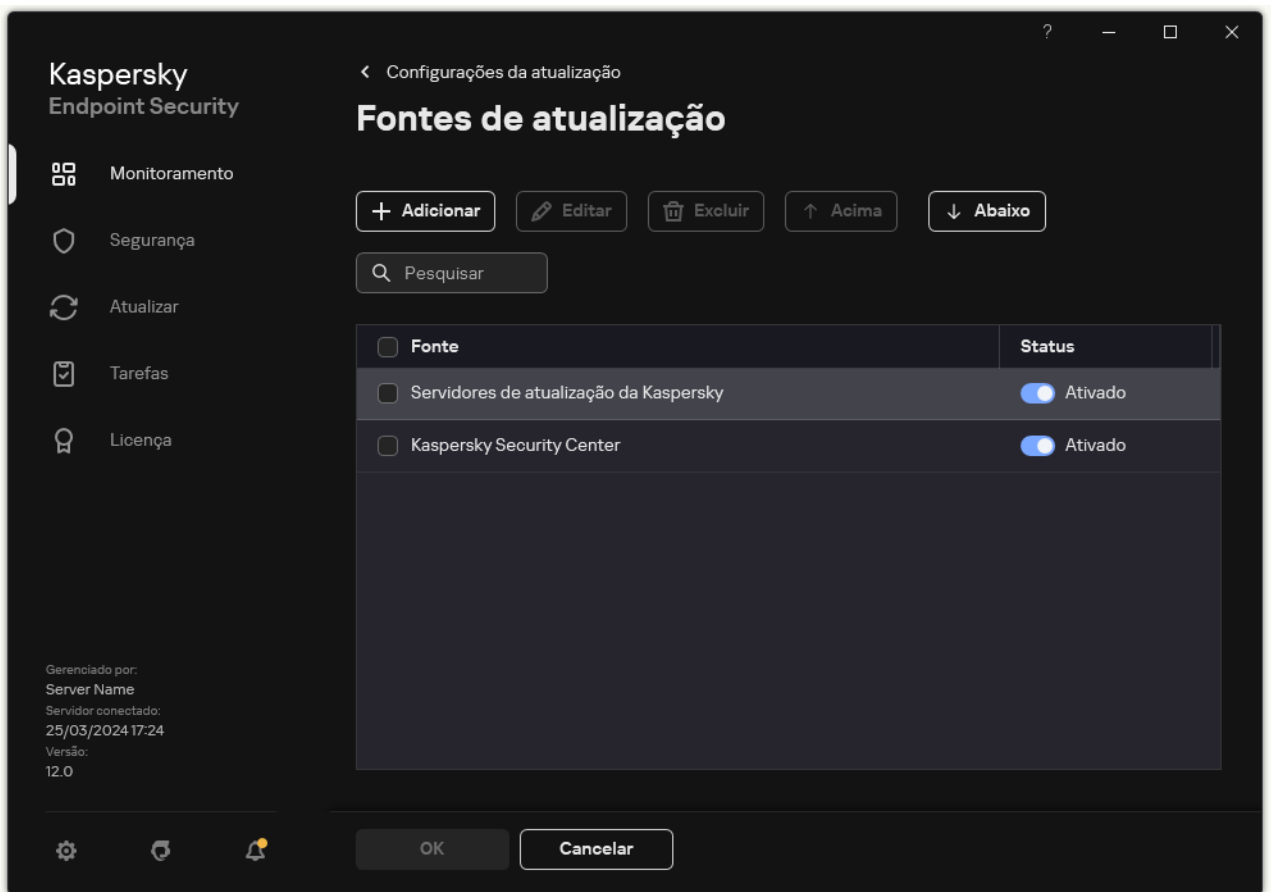 ?
Kaspersky
Endpoint Security
Monitoramento
Segurança
Atualizar
Tarefas
Licença
Gerenciado por:
Server Name
Servidor conectado:
25/03/2024 17:24
Versão:
12.0
Configurações da atualização
Fontes de atualização
Adicionar
Editar
Excluir
Acima
Abaixo
Pesquisar
Fonte Status
Servidores de atualização da Kaspersky Ativado
Kaspersky Security Center Ativado
OK
Cancelar